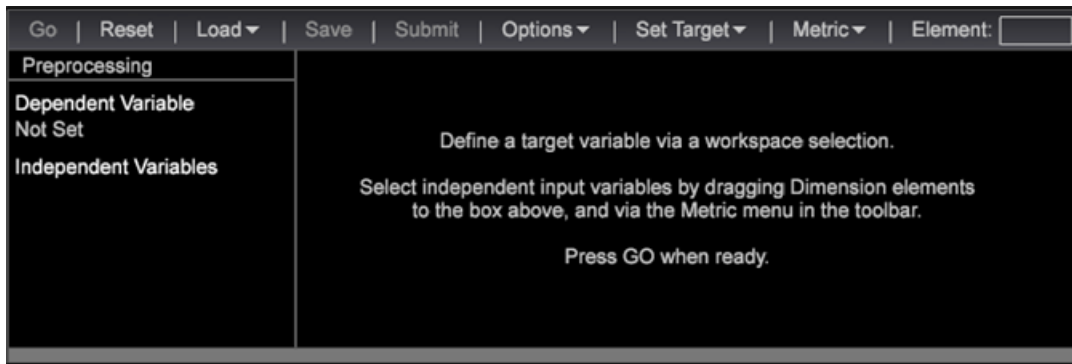 Go | Reset | Load | Save | Submit | Options | Set Target | Metric | Element:
Preprocessing
Dependent Variable
Not Set
Independent Variables
Define a target variable via a workspace selection.
Select independent input variables by dragging Dimension elements
to the box above, and via the Metric menu in the toolbar.
Press GO when ready.